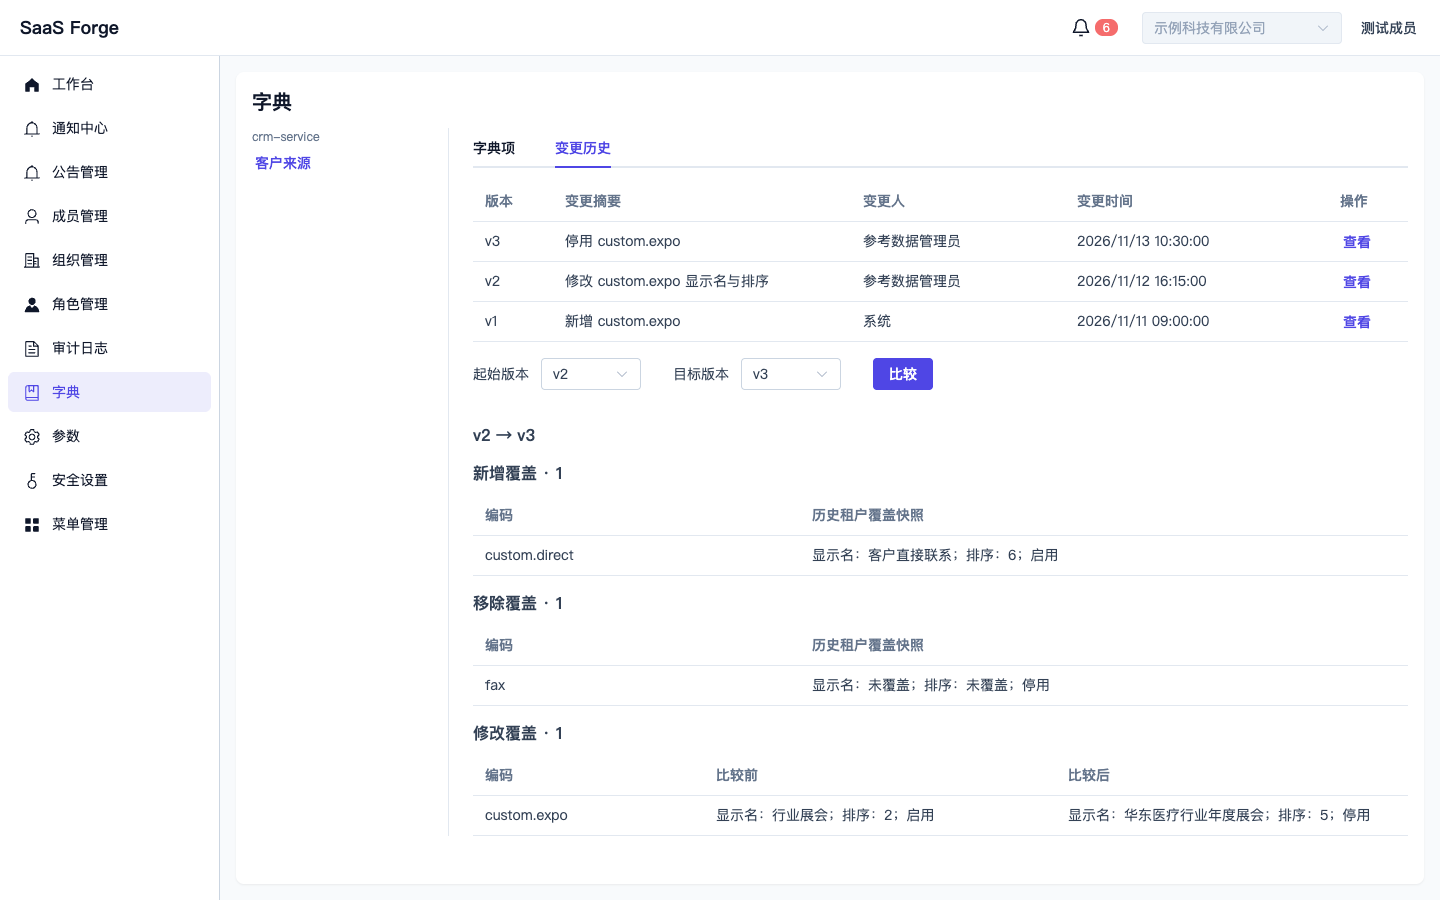 SaaS Forge
6
示例科技有限公司
测试成员
工作台
通知中心
公告管理
成员管理
组织管理
角色管理
审计日志
字典
参数
安全设置
菜单管理
字典
crm-service
客户来源
字典项 变更历史
版本 变更摘要 变更人 变更时间 操作
v3 停用 custom.expo 参考数据管理员 2026/11/13 10:30:00 查看
v2 修改 custom.expo 显示名与排序 参考数据管理员 2026/11/12 16:15:00 查看
v1 新增 custom.expo 系统 2026/11/11 09:00:00 查看
起始版本 v2 目标版本 v3 比较
v2 → v3
新增覆盖 · 1
编码 历史租户覆盖快照
custom.direct 显示名：客户直接联系；排序：6；启用
移除覆盖 · 1
编码 历史租户覆盖快照
fax 显示名：未覆盖；排序：未覆盖；停用
修改覆盖 · 1
编码 比较前 比较后
custom.expo 显示名：行业展会；排序：2；启用 显示名：华东医疗行业年度展会；排序：5；停用